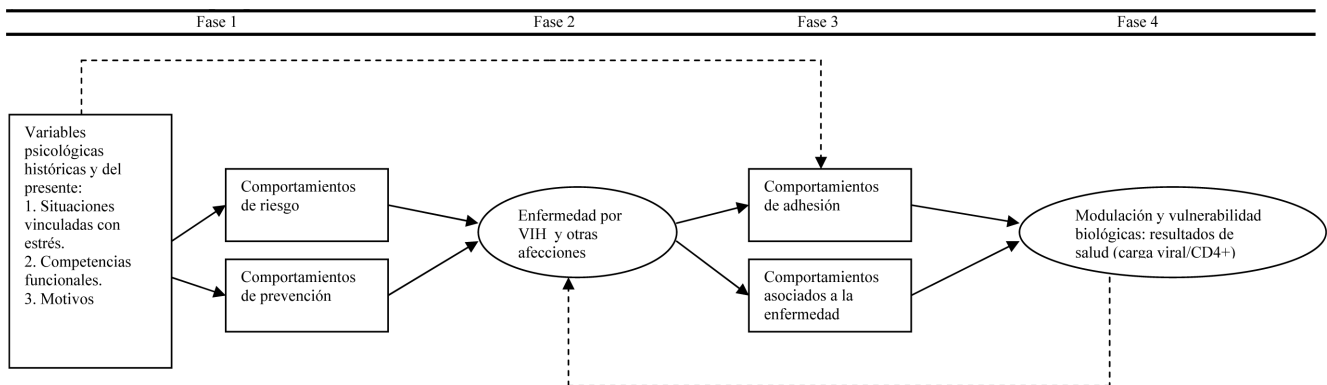 Fase 1
Fase 2
Fase 3
Fase 4
Variables
psicológicas
históricas y del
presente:
1. Situaciones
vinculadas con
estrés.
2. Competencias
funcionales.
3. Motivos
Comportamientos
de riesgo
Comportamientos
de prevención
Enfermedad por
VIH y otras
afecciones
Comportamientos
de adhesión
Comportamientos
asociados a la
enfermedad
Modulación y vulnerabilidad
biológicas: resultados de
salud (carga viral/CD4+)